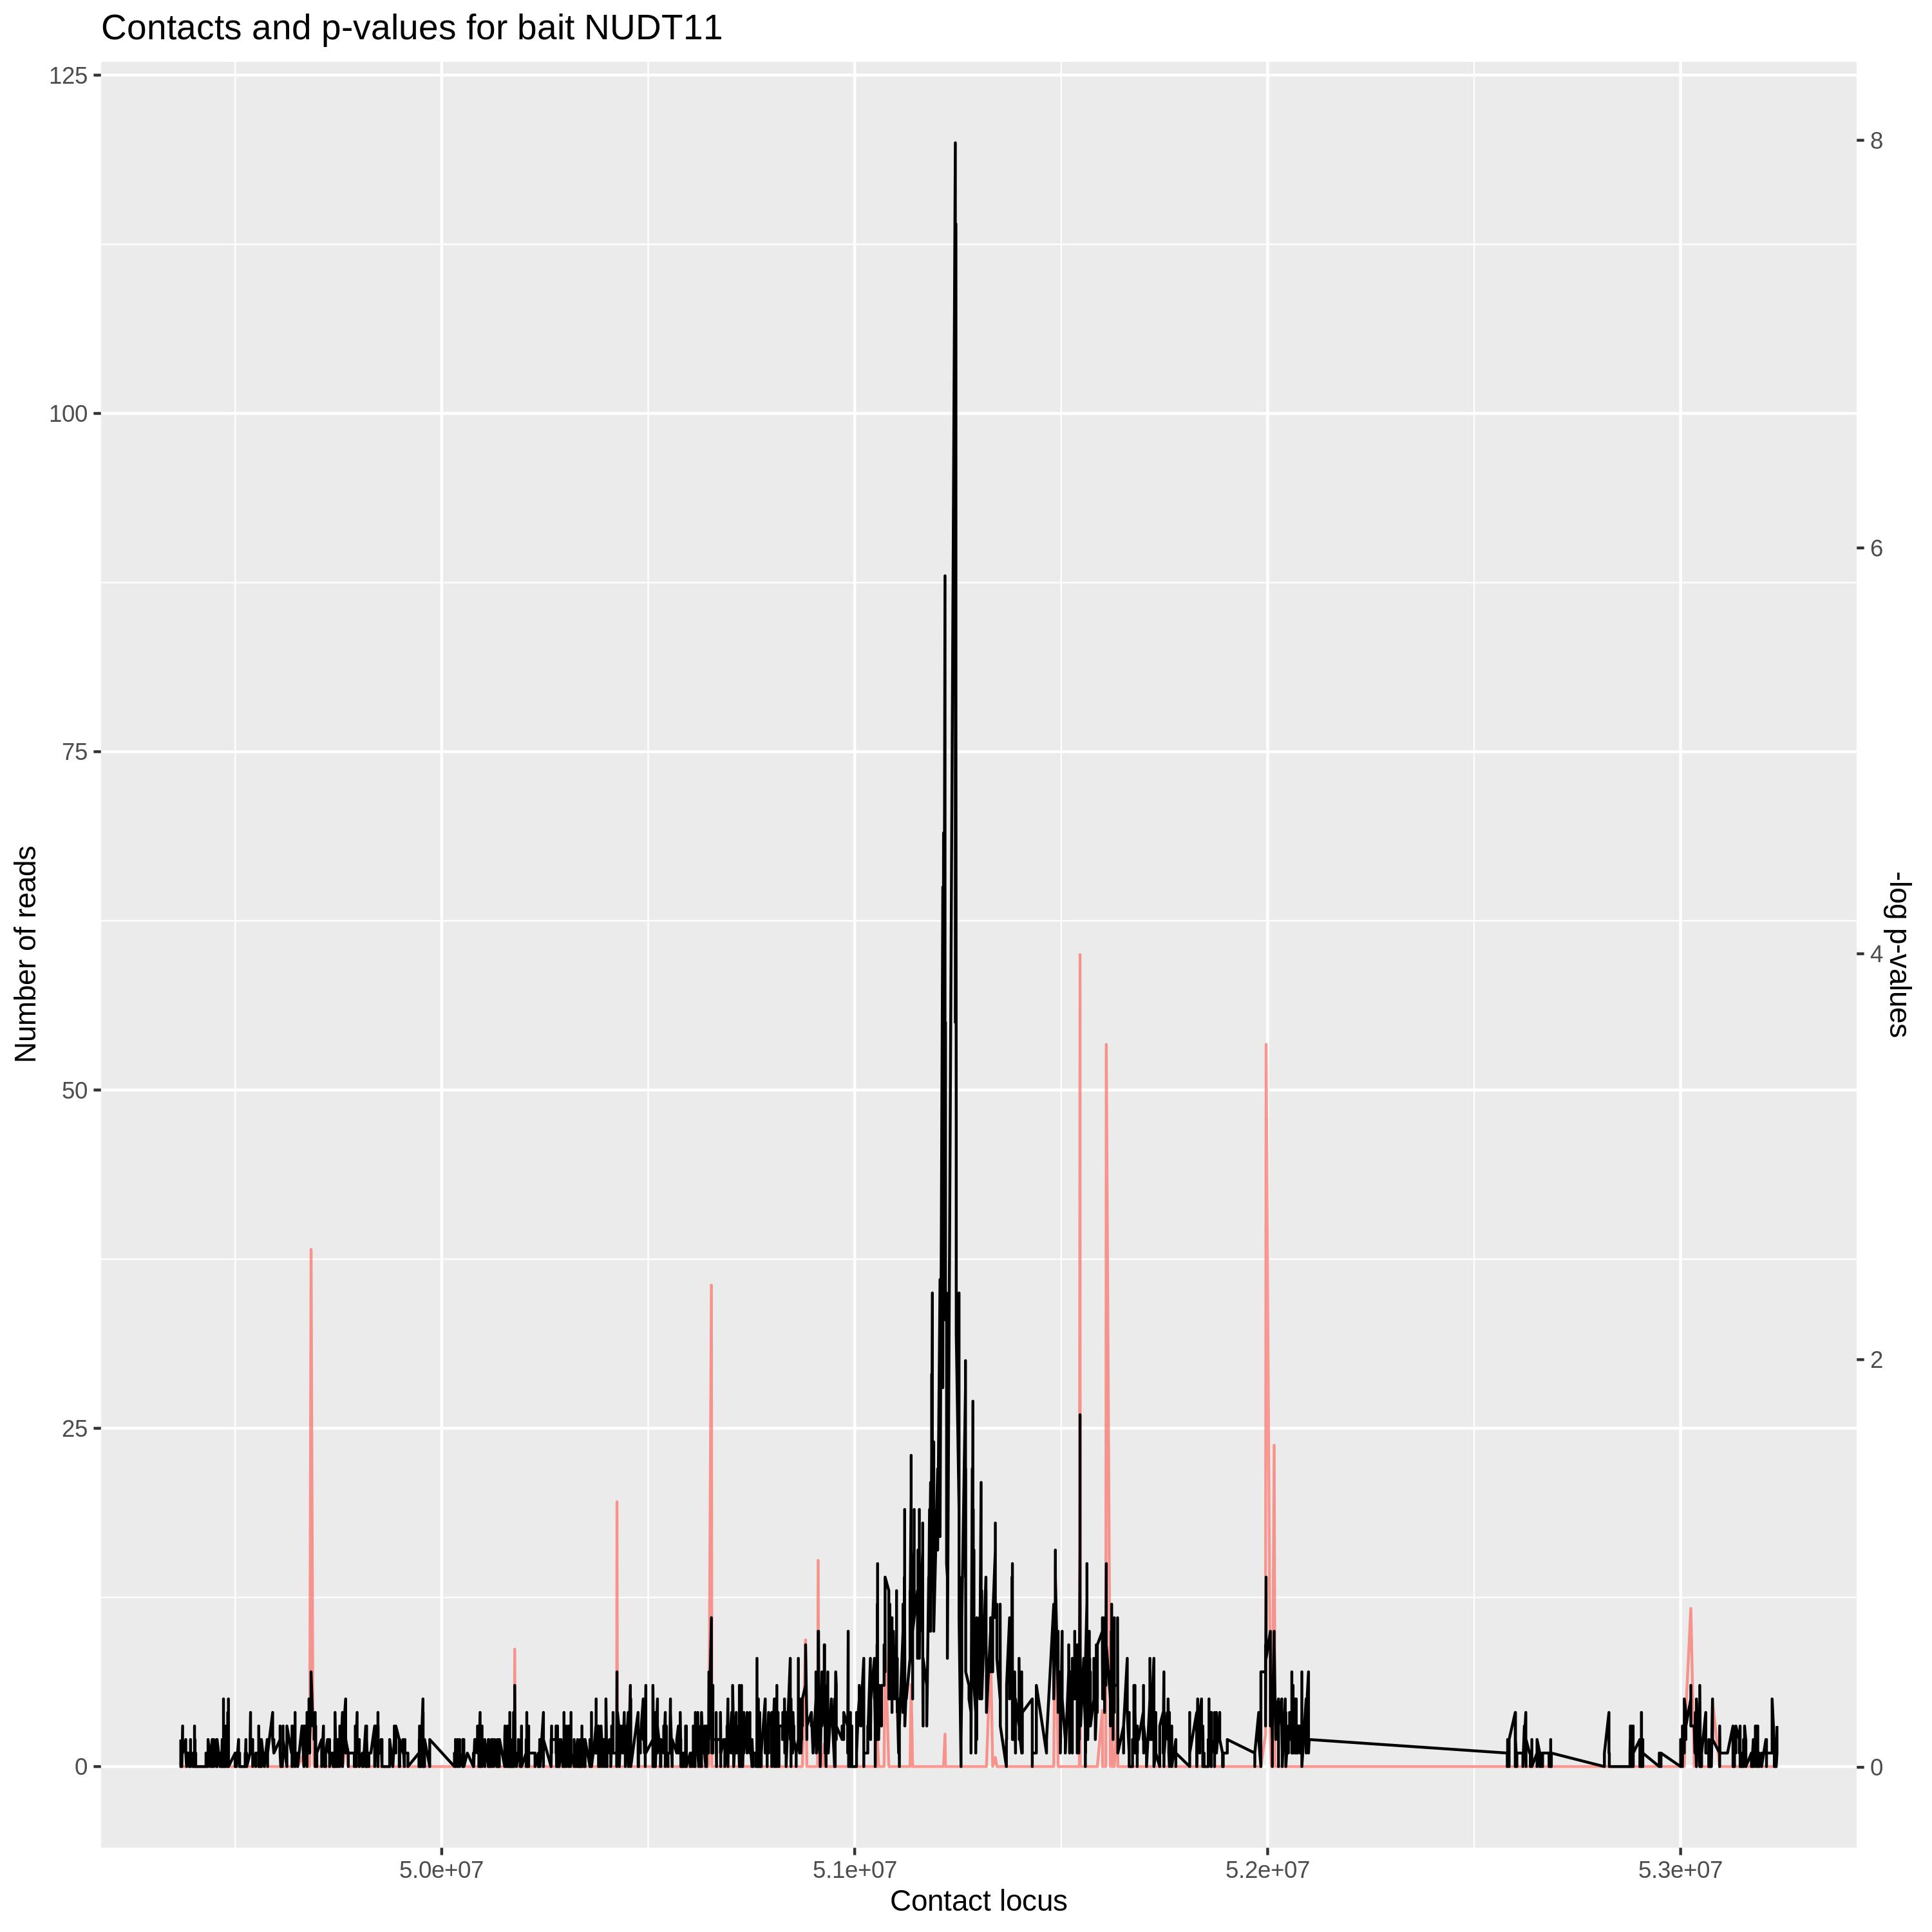 Contacts and p-values for bait NUDT11
125
100
75
50
25
0
Number of reads
8
6
4
2
0
-log p-values
5.0e+07
5.1e+07
5.2e+07
5.3e+07
Contact locus